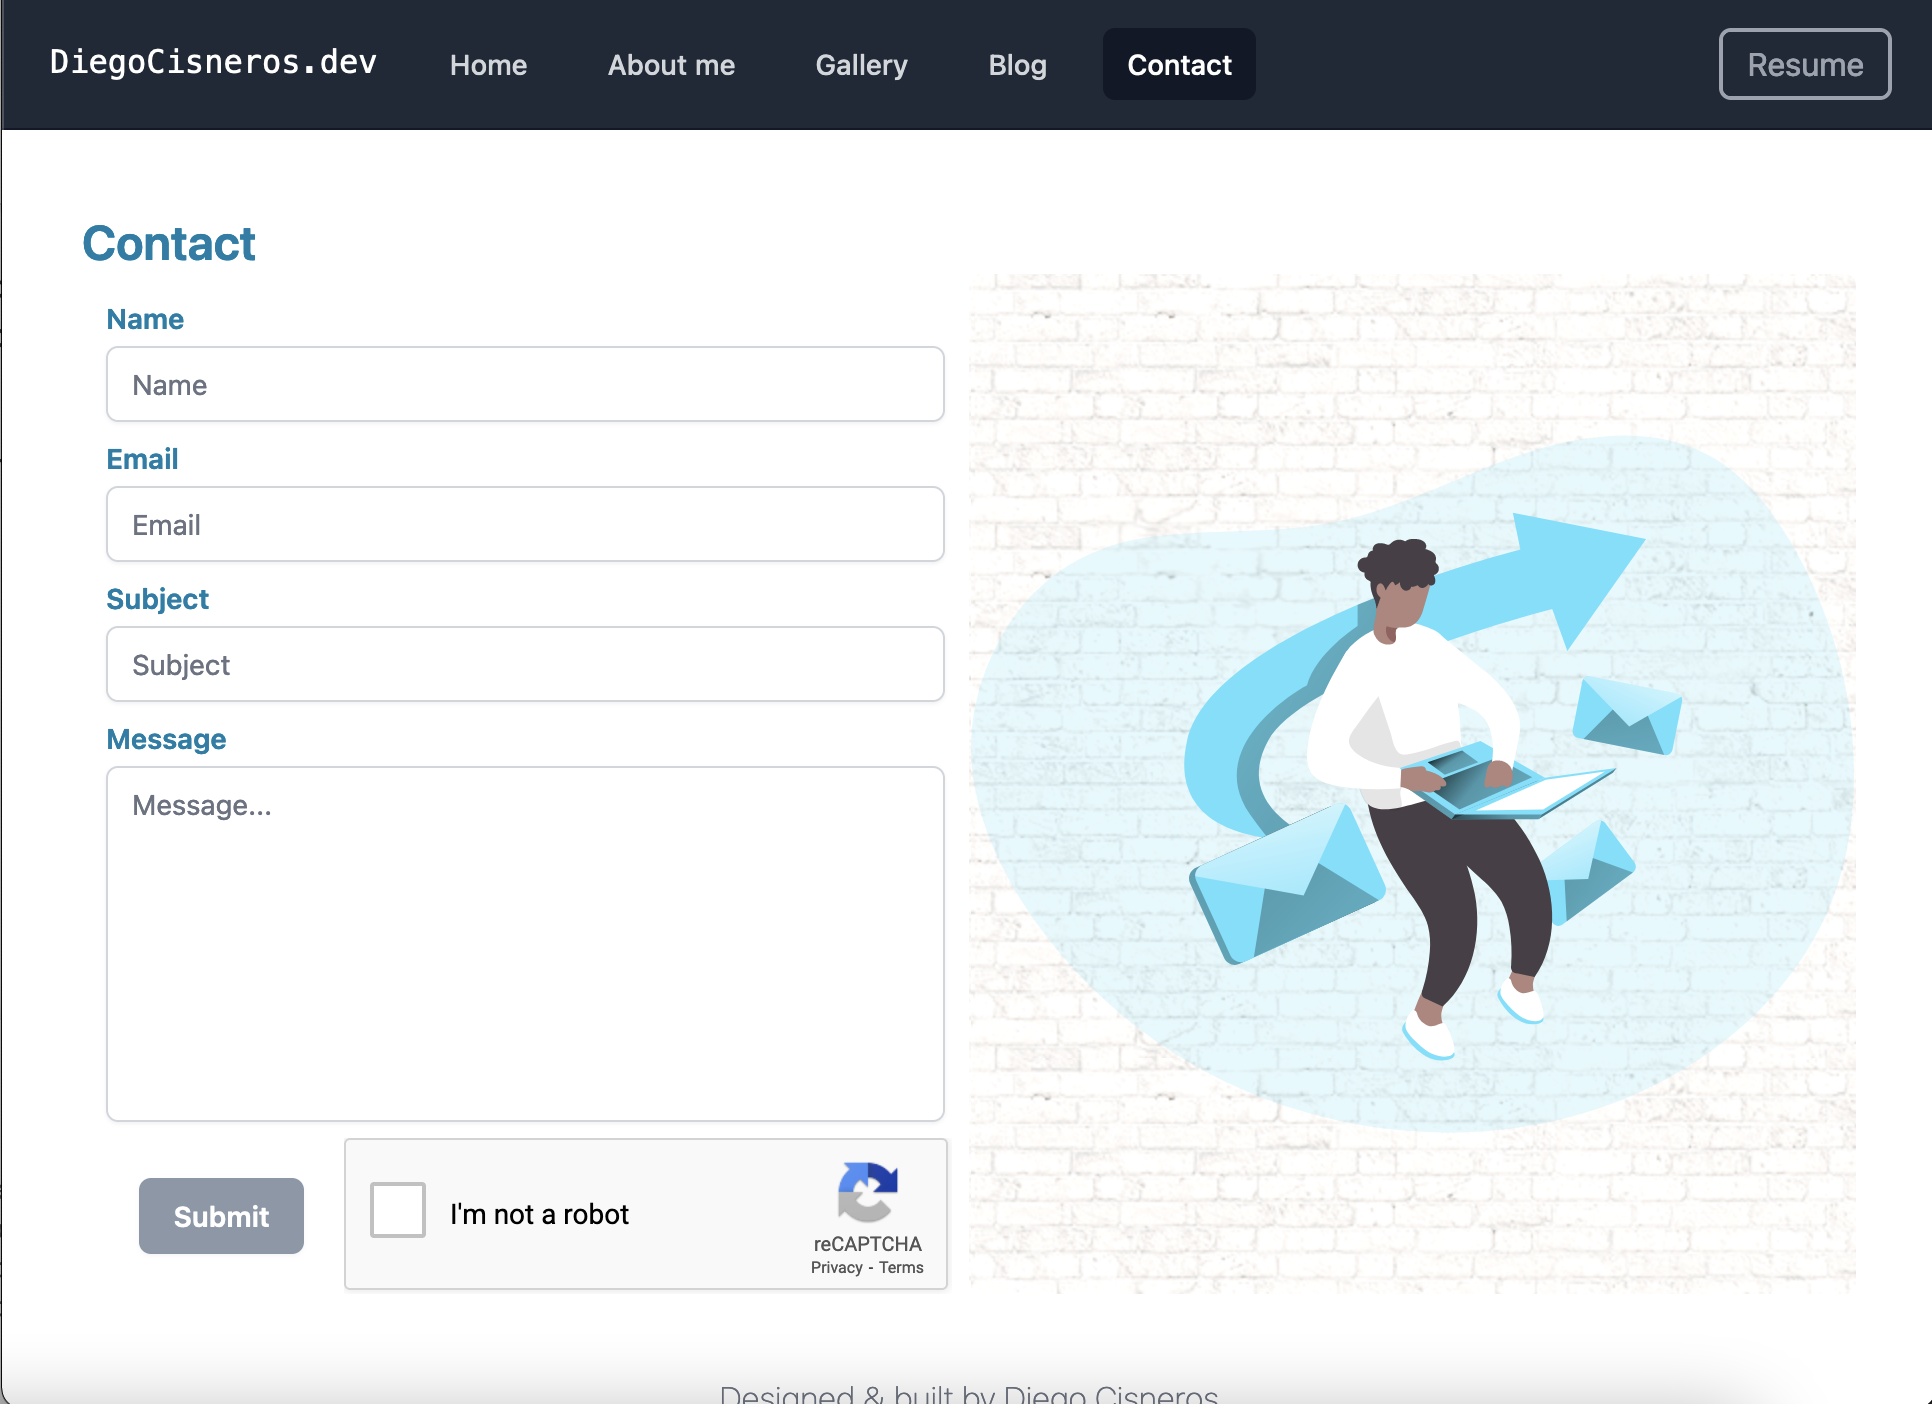 DiegoCisneros.dev Home About me Gallery Blog Contact Resume
Contact
Name
Name
Email
Email
Subject
Subject
Message
Message...
Submit
I'm not a robot
reCAPTCHA
Privacy - Terms
Designed & built by Diego Cisneros